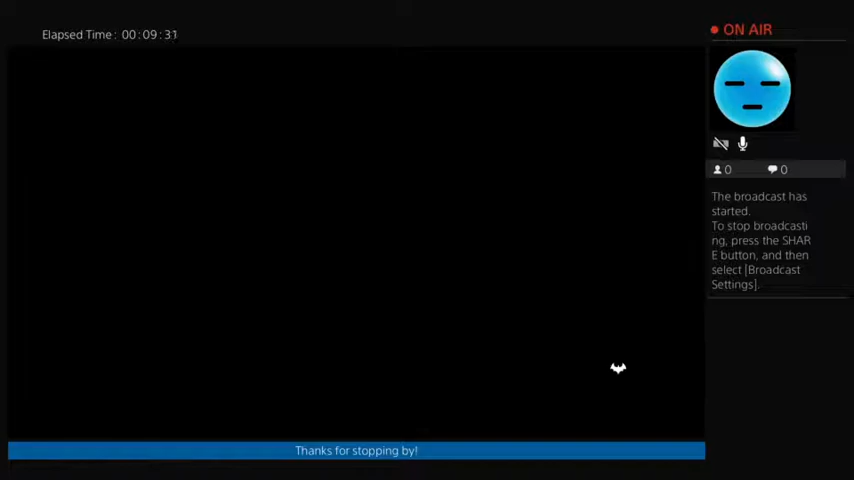 Elapsed Time: 00:09:31
ON AIR
0 0
The broadcast has
started.
To stop broadcasti
ng, press the SHAR
E button, and then
select [Broadcast
Settings].
Thanks for stopping by!